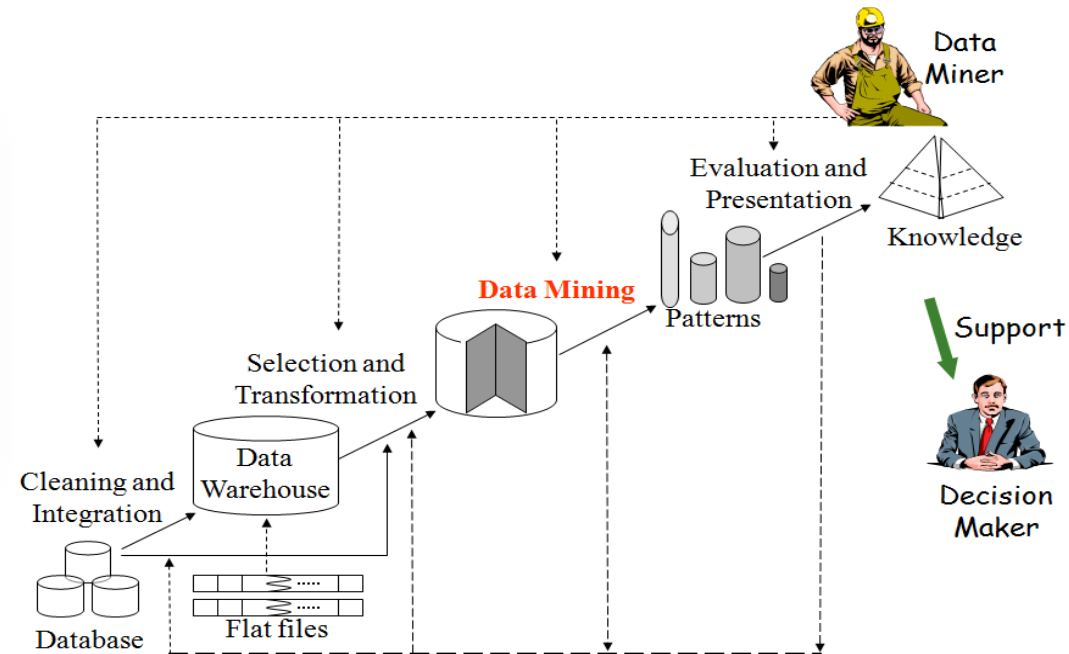 Data
Miner
Evaluation and
Presentation
Knowledge
Data Mining
Patterns
Support
Selection and
Transformation
Data
Warehouse
Cleaning and
Integration
Decision
Maker
Flat files
Database